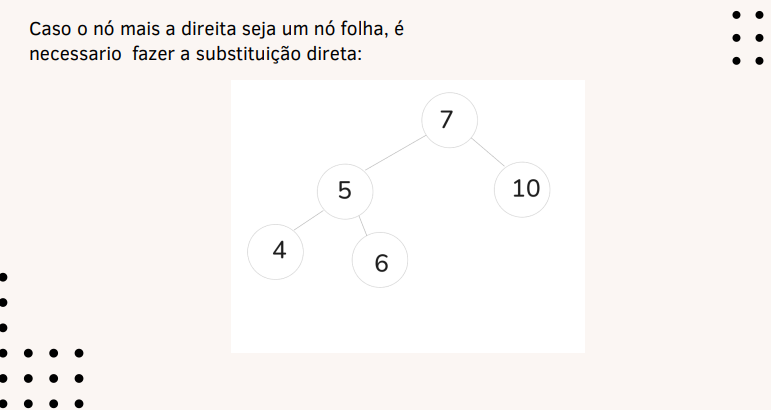 Caso o nó mais a direita seja um nó folha, é
necessario  fazer a substituição direta:
7
5
10
4
6